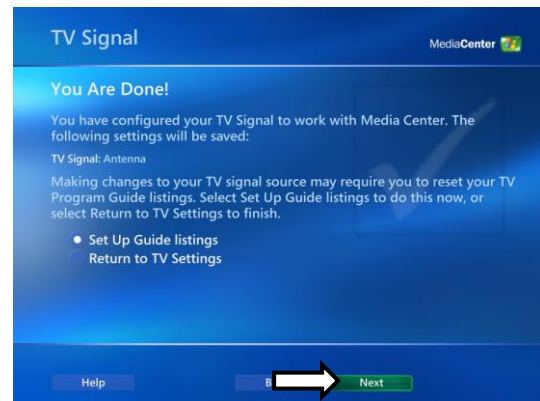 TV Signal
MediaCenter
You Are Done!
You have configured your TV Signal to work with Media Center. The
following settings will be saved:
TV Signal: Antenna
Making changes to your TV signal source may require you to reset your TV
Program Guide listings. Select Set Up Guide listings to do this now, or
select Return to TV Settings to finish.
Set Up Guide listings
Return to TV Settings
Help
Next